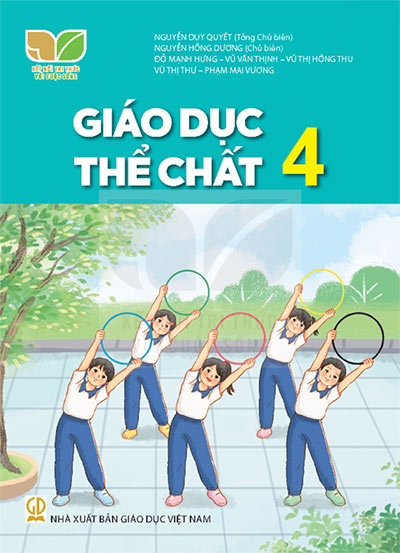 KẾT NỐI TRI THỨC
VỚI CUỘC SỐNG
NGUYỄN DUY QUYẾT (Tổng Chủ biên)
NGUYỄN HỒNG DƯƠNG (Chủ biên)
ĐỖ MẠNH HƯNG – VŨ VĂN THỊNH – VŨ THỊ HỒNG THU
VŨ THỊ THƯ – PHẠM MAI VƯƠNG
GIÁO DỤC
THỂ CHẤT 4
NHÀ XUẤT BẢN GIÁO DỤC VIỆT NAM